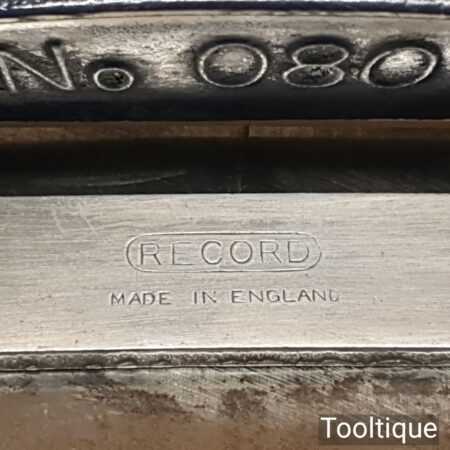 No. 080
RECORD
MADE IN ENGLAND
Tooltique